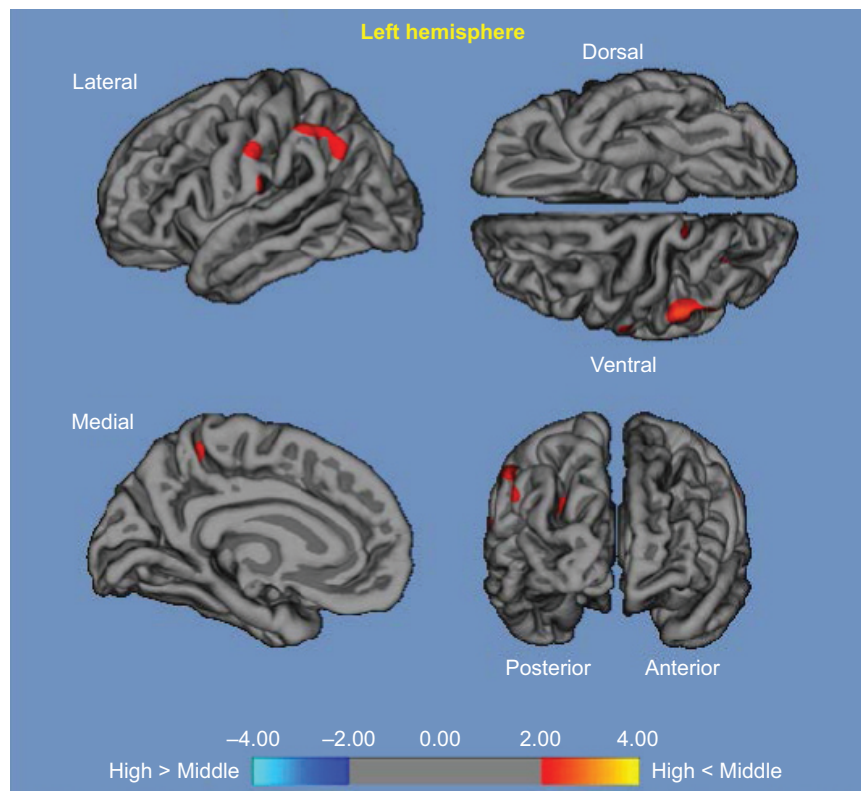 Left hemisphere
Lateral
Dorsal
Ventral
Medial
Posterior Anterior
–4.00 –2.00 0.00 2.00 4.00
High > Middle High < Middle